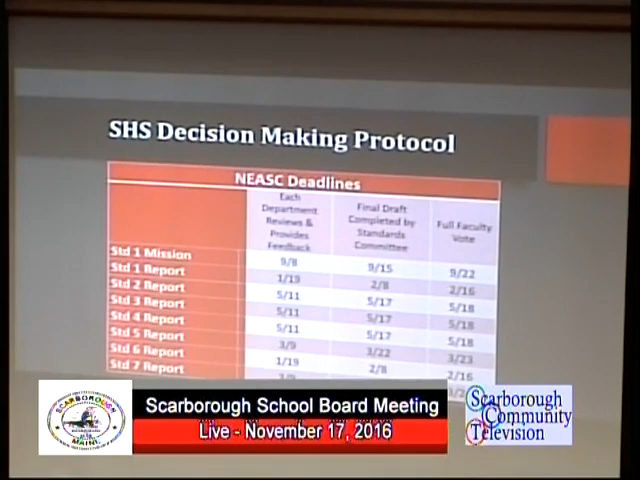 SHS Decision Making Protocol
NEASC Deadlines
Each Department Reviews & Provides Feedback
Final Draft Completed by Standards Committee
Full Faculty Vote
Std 1 Mission 9/8 9/15 9/22
Std 1 Report 1/19 2/8 2/16
Std 2 Report 5/11 5/17 5/18
Std 3 Report 5/11 5/17 5/18
Std 4 Report 5/11 5/17 5/18
Std 5 Report 3/9 3/22 3/23
Std 6 Report 1/19 2/8 2/16
Std 7 Report
SCARBOROUGH
MAINE
Scarborough School Board Meeting
Live - November 17, 2016
Scarborough
Community
Television